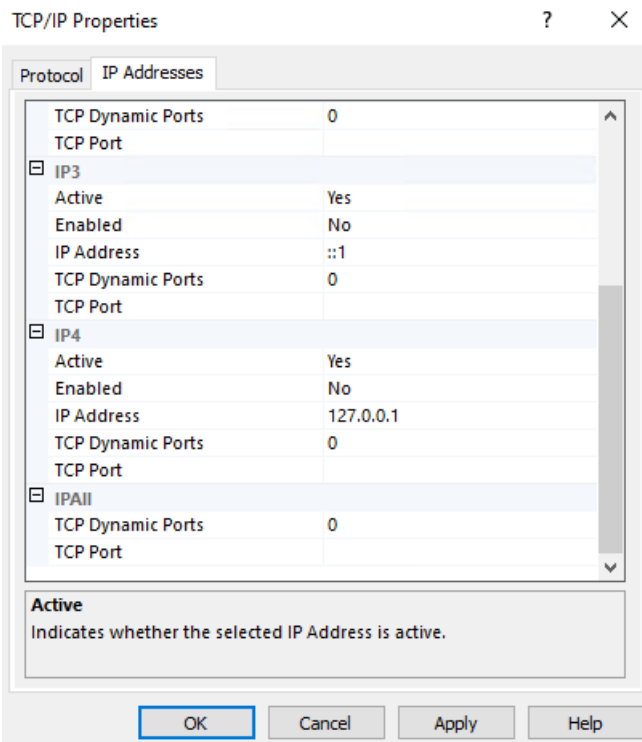 TCP/IP Properties ? ×
Protocol IP Addresses
TCP Dynamic Ports 0
TCP Port
IP3
Active Yes
Enabled No
IP Address ::1
TCP Dynamic Ports 0
TCP Port
IP4
Active Yes
Enabled No
IP Address 127.0.0.1
TCP Dynamic Ports 0
TCP Port
IPAll
TCP Dynamic Ports 0
TCP Port
Active
Indicates whether the selected IP Address is active.
OK Cancel Apply Help